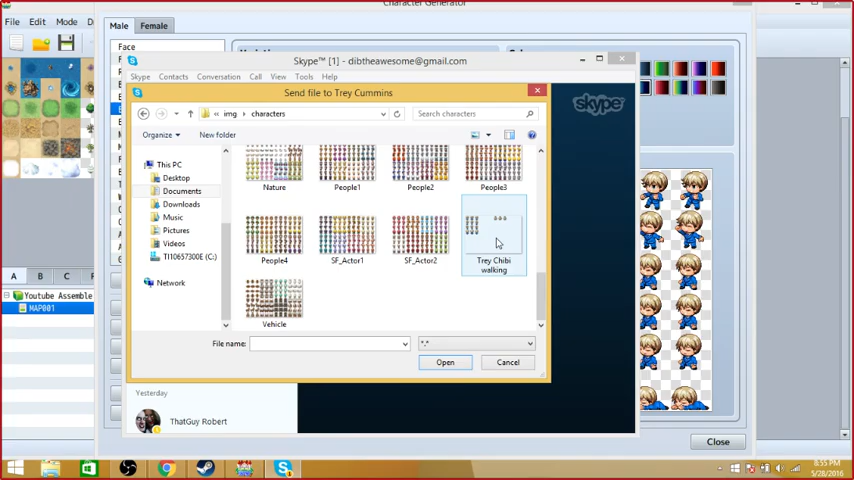 Character Generator
File Edit Mode D
Male Female
Face
Skype™ [1] - dibtheawesome@gmail.com
Skype Contacts Conversation Call View Tools Help
Send file to Trey Cummins
« img characters
Search characters
Organize New folder
This PC
Desktop
Documents
Downloads
Music
Pictures
Videos
TI10657300E (C:)
Network
Nature People1 People2 People3
People4 SF_Actor1 SF_Actor2 Trey Chibi walking
Vehicle
File name: *.*
Open Cancel
skype
A B C
Youtube Assemble
MAP001
Yesterday
ThatGuy Robert
Close
8:55 PM
5/28/2016